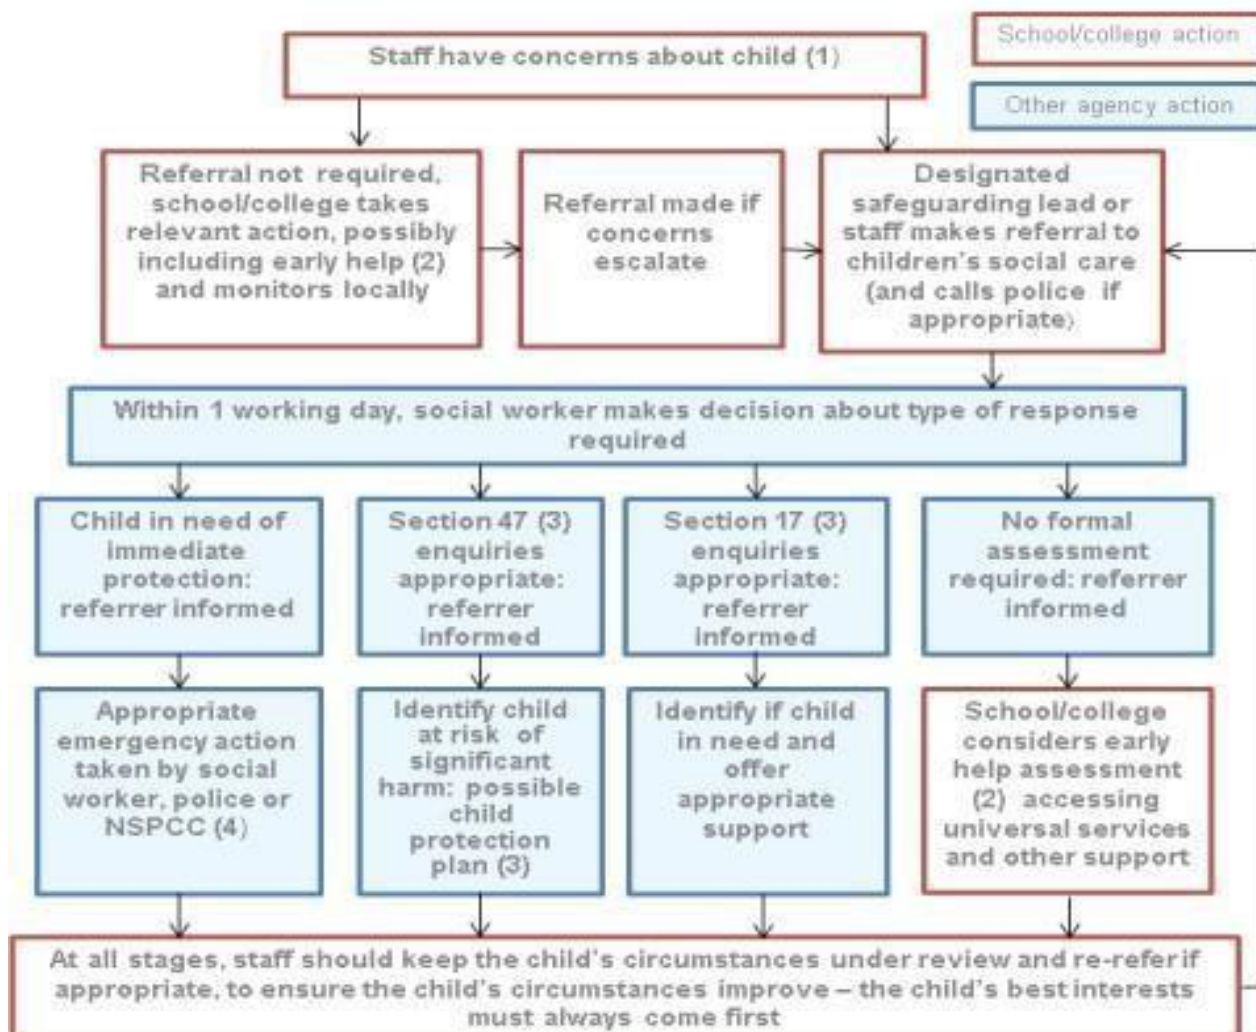 School/college action
Staff have concerns about child (1)
Other agency action
Referral not required,
school/college takes
relevant action, possibly
including early help (2)
and monitors locally
Referral made if
concerns
escalate
Designated
safeguarding lead or
staff makes referral to
children's social care
(and calls police if
appropriate)
Within 1 working day, social worker makes decision about type of response
required
Child in need of
immediate
protection:
referrer informed
Section 47 (3)
enquiries
appropriate:
referrer
informed
Section 17 (3)
enquiries
appropriate:
referrer
informed
No formal
assessment
required: referrer
informed
Appropriate
emergency action
taken by social
worker, police or
NSPCC (4)
Identify child
at risk of
significant
harm: possible
child
protection
plan (3)
Identify if child
in need and
offer
appropriate
support
School/college
considers early
help assessment
(2) accessing
universal services
and other support
At all stages, staff should keep the child's circumstances under review and re-refer if
appropriate, to ensure the child's circumstances improve – the child's best interests
must always come first